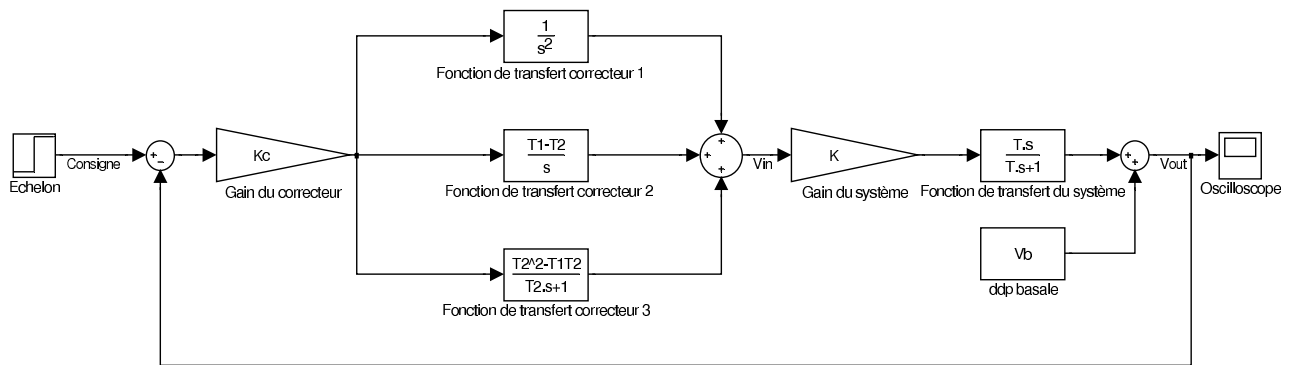 1
s²
Fonction de transfert correcteur 1
Echelon
Consigne
+
−
Kc
Gain du correcteur
T1-T2
s
Fonction de transfert correcteur 2
T2^2-T1T2
T2.s+1
Fonction de transfert correcteur 3
+
+
+
Vin
K
Gain du système
T.s
T.s+1
Fonction de transfert du système
+
+
Vout
Oscilloscope
Vb
ddp basale